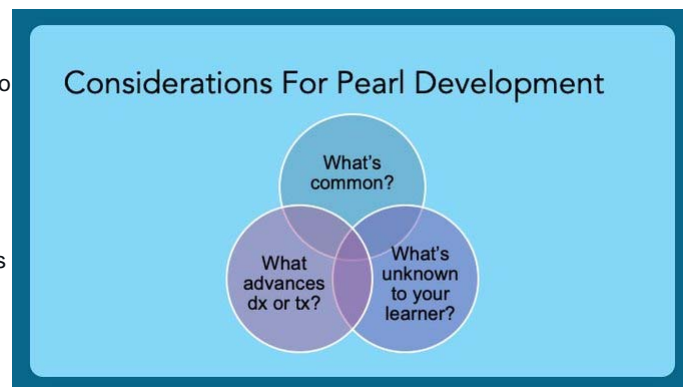 o
s
Considerations For Pearl Development
What's
common?
What
advances
dx or tx?
What's
unknown
to your
learner?